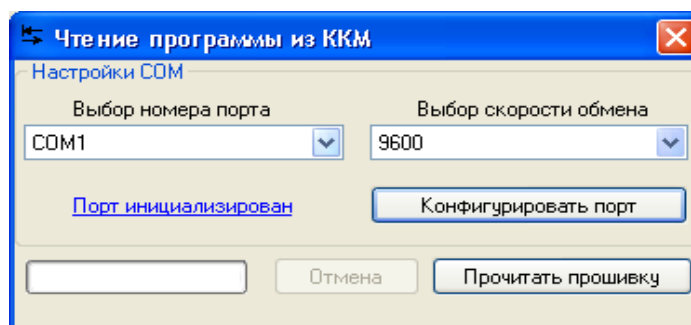 Чтение программы из ККМ
Настройки COM
Выбор номера порта Выбор скорости обмена
COM1 9600
Порт инициализирован Конфигурировать порт
Отмена Прочитать прошивку